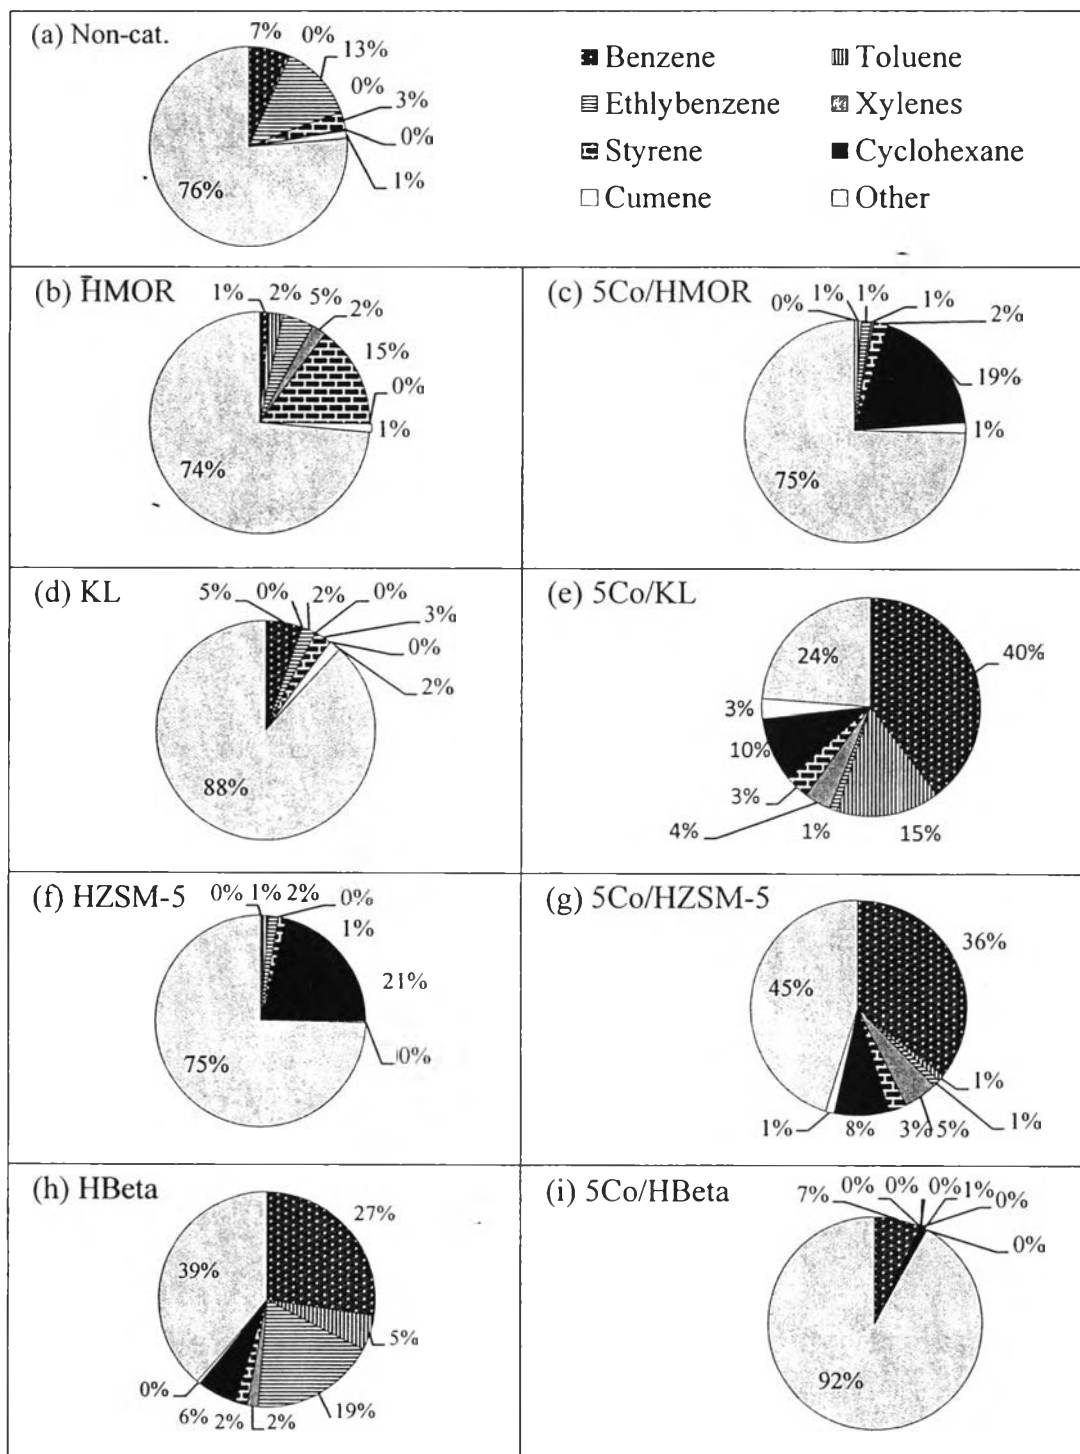 (a) Non-cat.
7% 0% 13% 0% 3% 0% 1% 76%
Benzene Toluene
Ethlybenzene Xylenes
Styrene Cyclohexane
Cumene Other
(b) HMOR
1% 2% 5% 2% 15% 0% 1% 74%
(c) 5Co/HMOR
0% 1% 1% 1% 2% 19% 1% 75%
(d) KL
5% 0% 2% 0% 3% 0% 2% 88%
(e) 5Co/KL
40% 15% 1% 4% 3% 10% 3% 24%
(f) HZSM-5
0% 1% 2% 0% 1% 21% 0% 75%
(g) 5Co/HZSM-5
36% 1% 1% 5% 3% 8% 1% 45%
(h) HBeta
27% 5% 19% 2% 2% 6% 0% 39%
(i) 5Co/HBeta
7% 0% 0% 0% 1% 0% 0% 92%